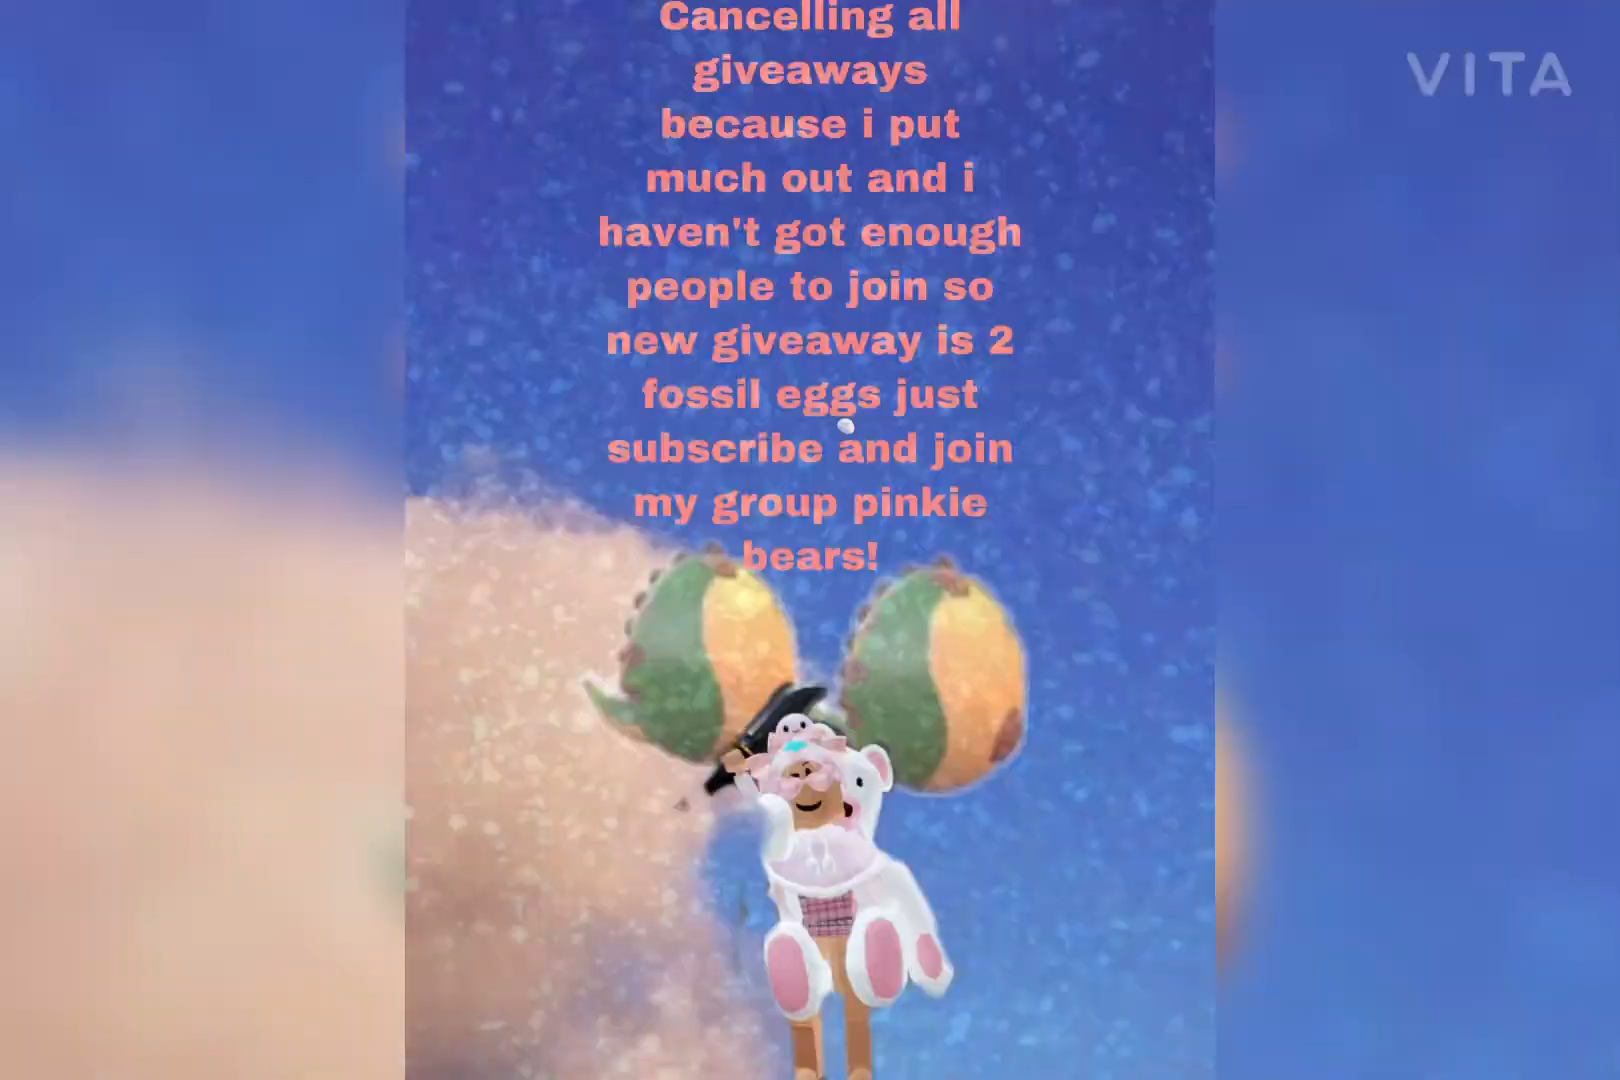 Cancelling all
giveaways
because i put
much out and i
haven't got enough
people to join so
new giveaway is 2
fossil eggs just
subscribe and join
my group pinkie
bears!
VITA